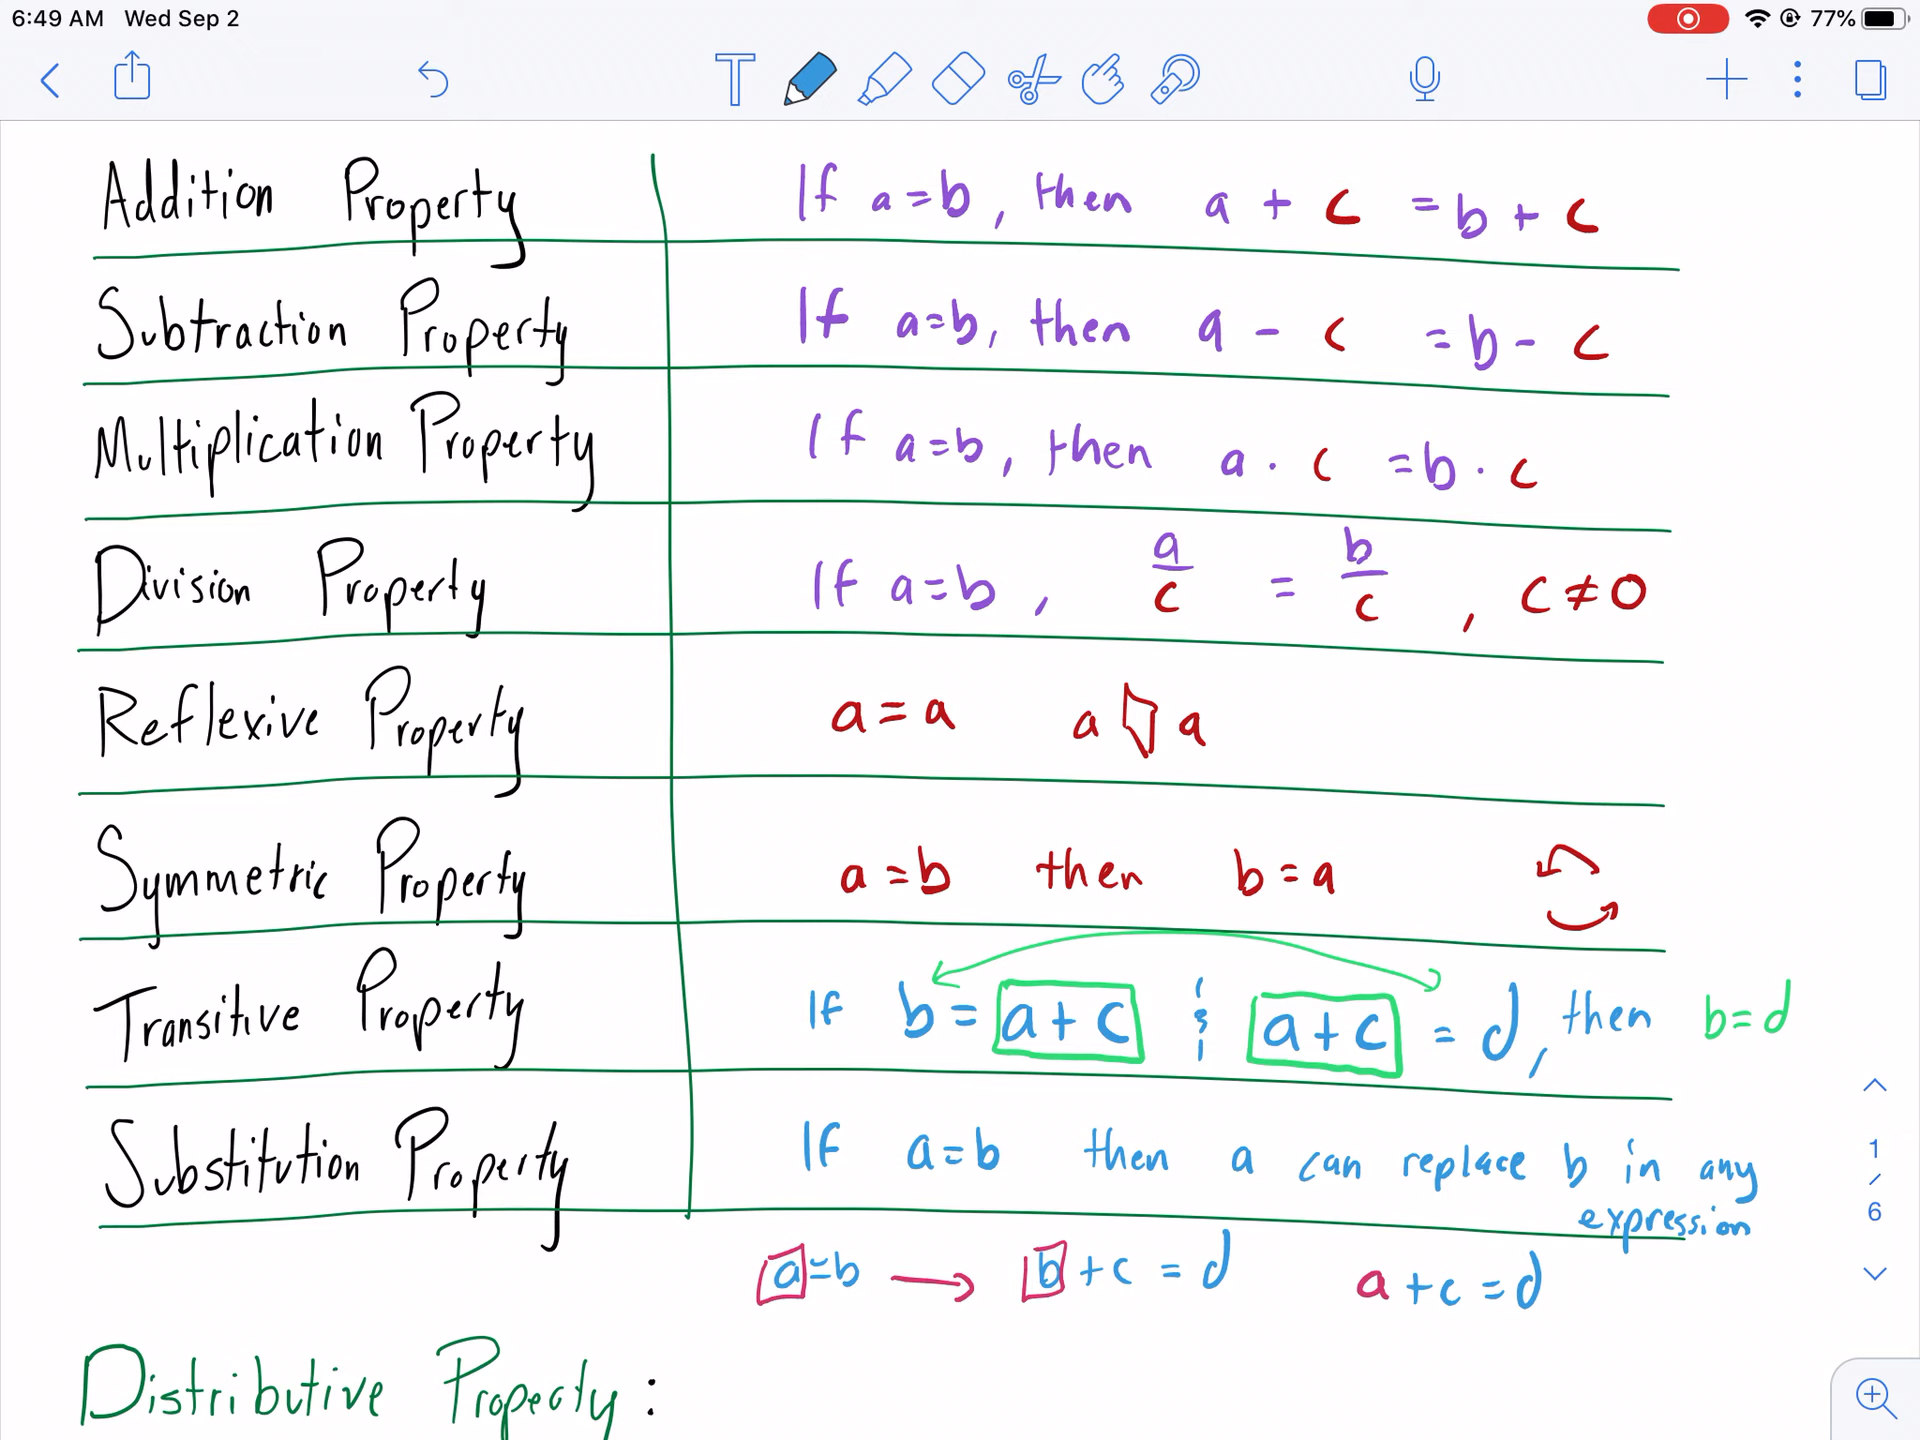 6:49 AM Wed Sep 2 77%
T
Addition Property If a=b, then a + c = b + c
Subtraction Property If a=b, then a - c = b - c
Multiplication Property If a=b, then a · c = b · c
Division Property If a=b, a/c = b/c, c≠0
Reflexive Property a=a a a
Symmetric Property a=b then b=a
Transitive Property If b=a+c & a+c=d, then b=d
Substitution Property If a=b then a can replace b in any
expression
a=b → b+c=d a+c=d
1
/
6
Distributive Property: